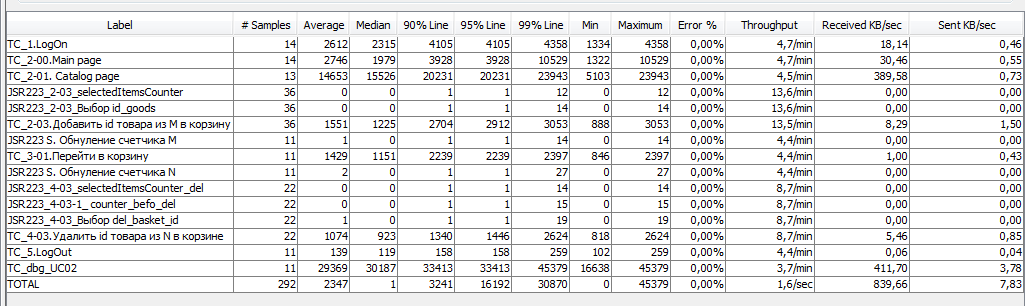 Label # Samples Average Median 90% Line 95% Line 99% Line Min Maximum Error % Throughput Received KB/sec Sent KB/sec
TC_1.LogOn 14 2612 2315 4105 4105 4358 1334 4358 0,00% 4,7/min 18,14 0,46
TC_2-00.Main page 14 2746 1979 3928 3928 10529 1322 10529 0,00% 4,7/min 30,46 0,55
TC_2-01. Catalog page 13 14653 15526 20231 20231 23943 5103 23943 0,00% 4,5/min 389,58 0,73
JSR223_2-03_selectedItemsCounter 36 0 0 1 1 12 0 12 0,00% 13,6/min 0,00 0,00
JSR223_2-03_Выбор id_goods 36 0 0 1 1 14 0 14 0,00% 13,6/min 0,00 0,00
TC_2-03.Добавить id товара из M в корзину 36 1551 1225 2704 2912 3053 888 3053 0,00% 13,5/min 8,29 1,50
JSR223 S. Обнуление счетчика M 11 1 0 1 1 14 0 14 0,00% 4,4/min 0,00 0,00
TC_3-01.Перейти в корзину 11 1429 1151 2239 2239 2397 846 2397 0,00% 4,4/min 1,00 0,43
JSR223 S. Обнуление счетчика N 11 2 0 1 1 27 0 27 0,00% 4,4/min 0,00 0,00
JSR223_4-03_selectedItemsCounter_del 22 0 0 1 1 14 0 14 0,00% 8,7/min 0,00 0,00
JSR223_4-03-1_ counter_befo_del 22 0 0 1 1 15 0 15 0,00% 8,7/min 0,00 0,00
JSR223_4-03_Выбор del_basket_id 22 1 0 1 1 19 0 19 0,00% 8,7/min 0,00 0,00
TC_4-03.Удалить id товара из N в корзине 22 1074 923 1340 1446 2624 818 2624 0,00% 8,7/min 5,46 0,85
TC_5.LogOut 11 139 119 158 158 259 102 259 0,00% 4,4/min 0,06 0,04
TC_dbg_UC02 11 29369 30187 33413 33413 45379 16638 45379 0,00% 3,7/min 411,70 3,78
TOTAL 292 2347 1 3241 16192 30870 0 45379 0,00% 1,6/sec 839,66 7,83